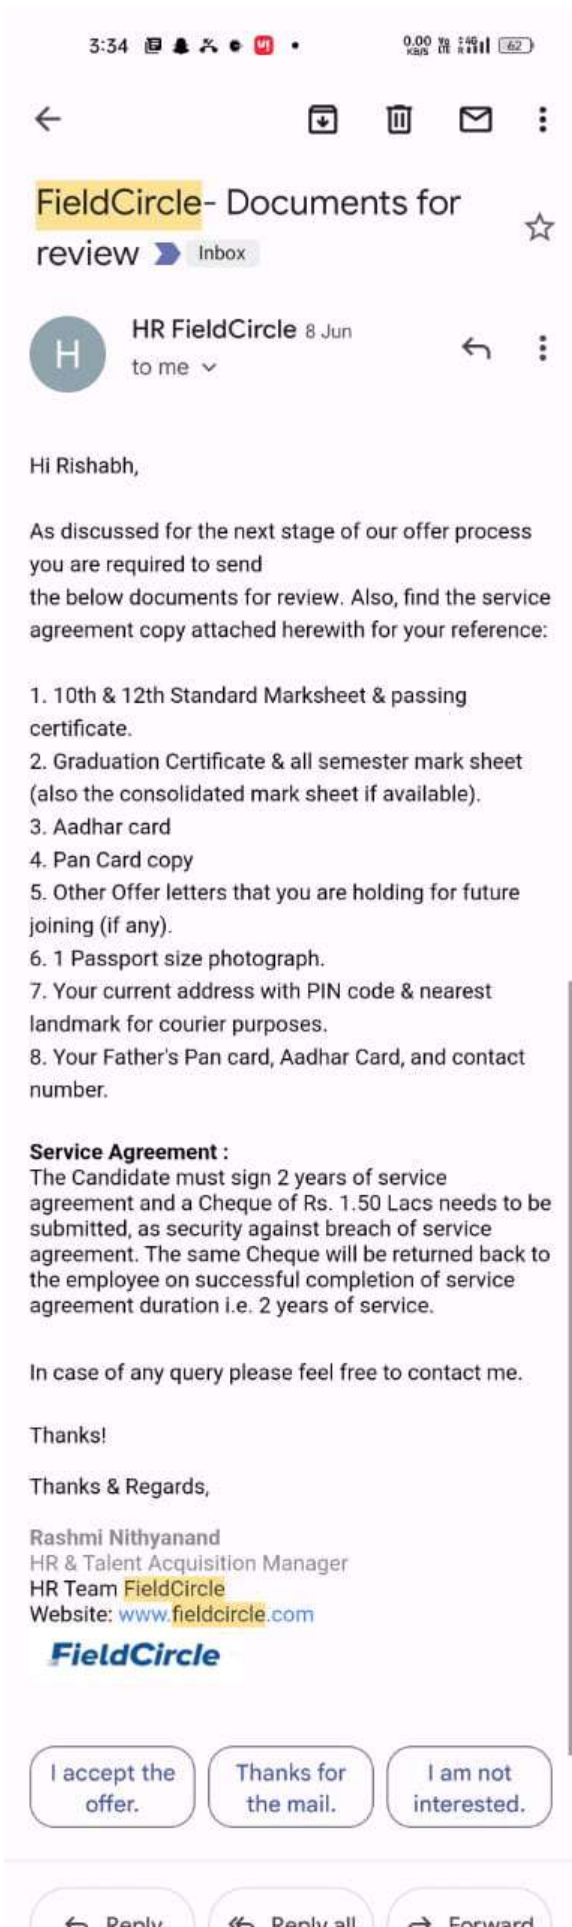 3:34
0.00
KB/S
Vo
LTE
4G
62
FieldCircle- Documents for
review
Inbox
H
HR FieldCircle 8 Jun
to me
Hi Rishabh,
As discussed for the next stage of our offer process
you are required to send
the below documents for review. Also, find the service
agreement copy attached herewith for your reference:
1. 10th & 12th Standard Marksheet & passing
certificate.
2. Graduation Certificate & all semester mark sheet
(also the consolidated mark sheet if available).
3. Aadhar card
4. Pan Card copy
5. Other Offer letters that you are holding for future
joining (if any).
6. 1 Passport size photograph.
7. Your current address with PIN code & nearest
landmark for courier purposes.
8. Your Father's Pan card, Aadhar Card, and contact
number.
Service Agreement :
The Candidate must sign 2 years of service
agreement and a Cheque of Rs. 1.50 Lacs needs to be
submitted, as security against breach of service
agreement. The same Cheque will be returned back to
the employee on successful completion of service
agreement duration i.e. 2 years of service.
In case of any query please feel free to contact me.
Thanks!
Thanks & Regards,
Rashmi Nithyanand
HR & Talent Acquisition Manager
HR Team FieldCircle
Website: www.fieldcircle.com
FieldCircle
I accept the
offer.
Thanks for
the mail.
I am not
interested.
Reply
Reply all
Forward